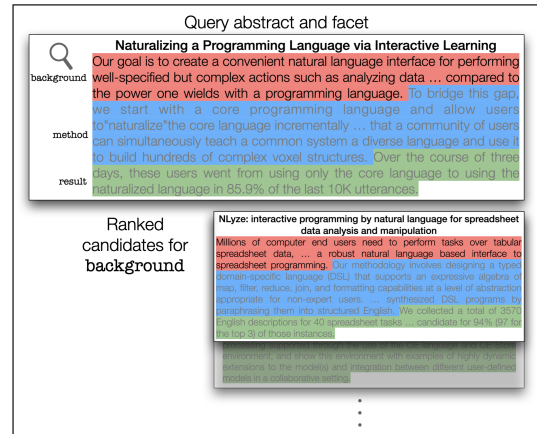 Query abstract and facet
Naturalizing a Programming Language via Interactive Learning
Our goal is to create a convenient natural language interface for performing
background
well-specified but complex actions such as analyzing data ... compared to
the power one wields with a programming language. To bridge this gap,
we start with a core programming language and allow users
method
to"naturalize"the core language incrementally ... that a community of users
can simultaneously teach a common system a diverse language and use it
to build hundreds of complex voxel structures. Over the course of three
result
days, these users went from using only the core language to using the
naturalized language in 85.9% of the last 10K utterances.
Ranked
candidates for
background
NLyze: interactive programming by natural language for spreadsheet
data analysis and manipulation
Millions of computer end users need to perform tasks over tabular
spreadsheet data, ... a robust natural language based interface to
spreadsheet programming. Our methodology involves designing a typed
domain-specific language (DSL) that supports an expressive algebra of
map, filter, reduce, join, and formatting capabilities at a level of abstraction
appropriate for non-expert users. ... synthesized DSL programs by
paraphrasing them into structured English. We collected a total of 3570
English descriptions for 40 spreadsheet tasks ... candidate for 94% (97 for
the top 3) of those instances.
environment, and show this environment with examples of highly dynamic
extensions to the model(s) and integration between different user-defined
models in a collaborative setting.